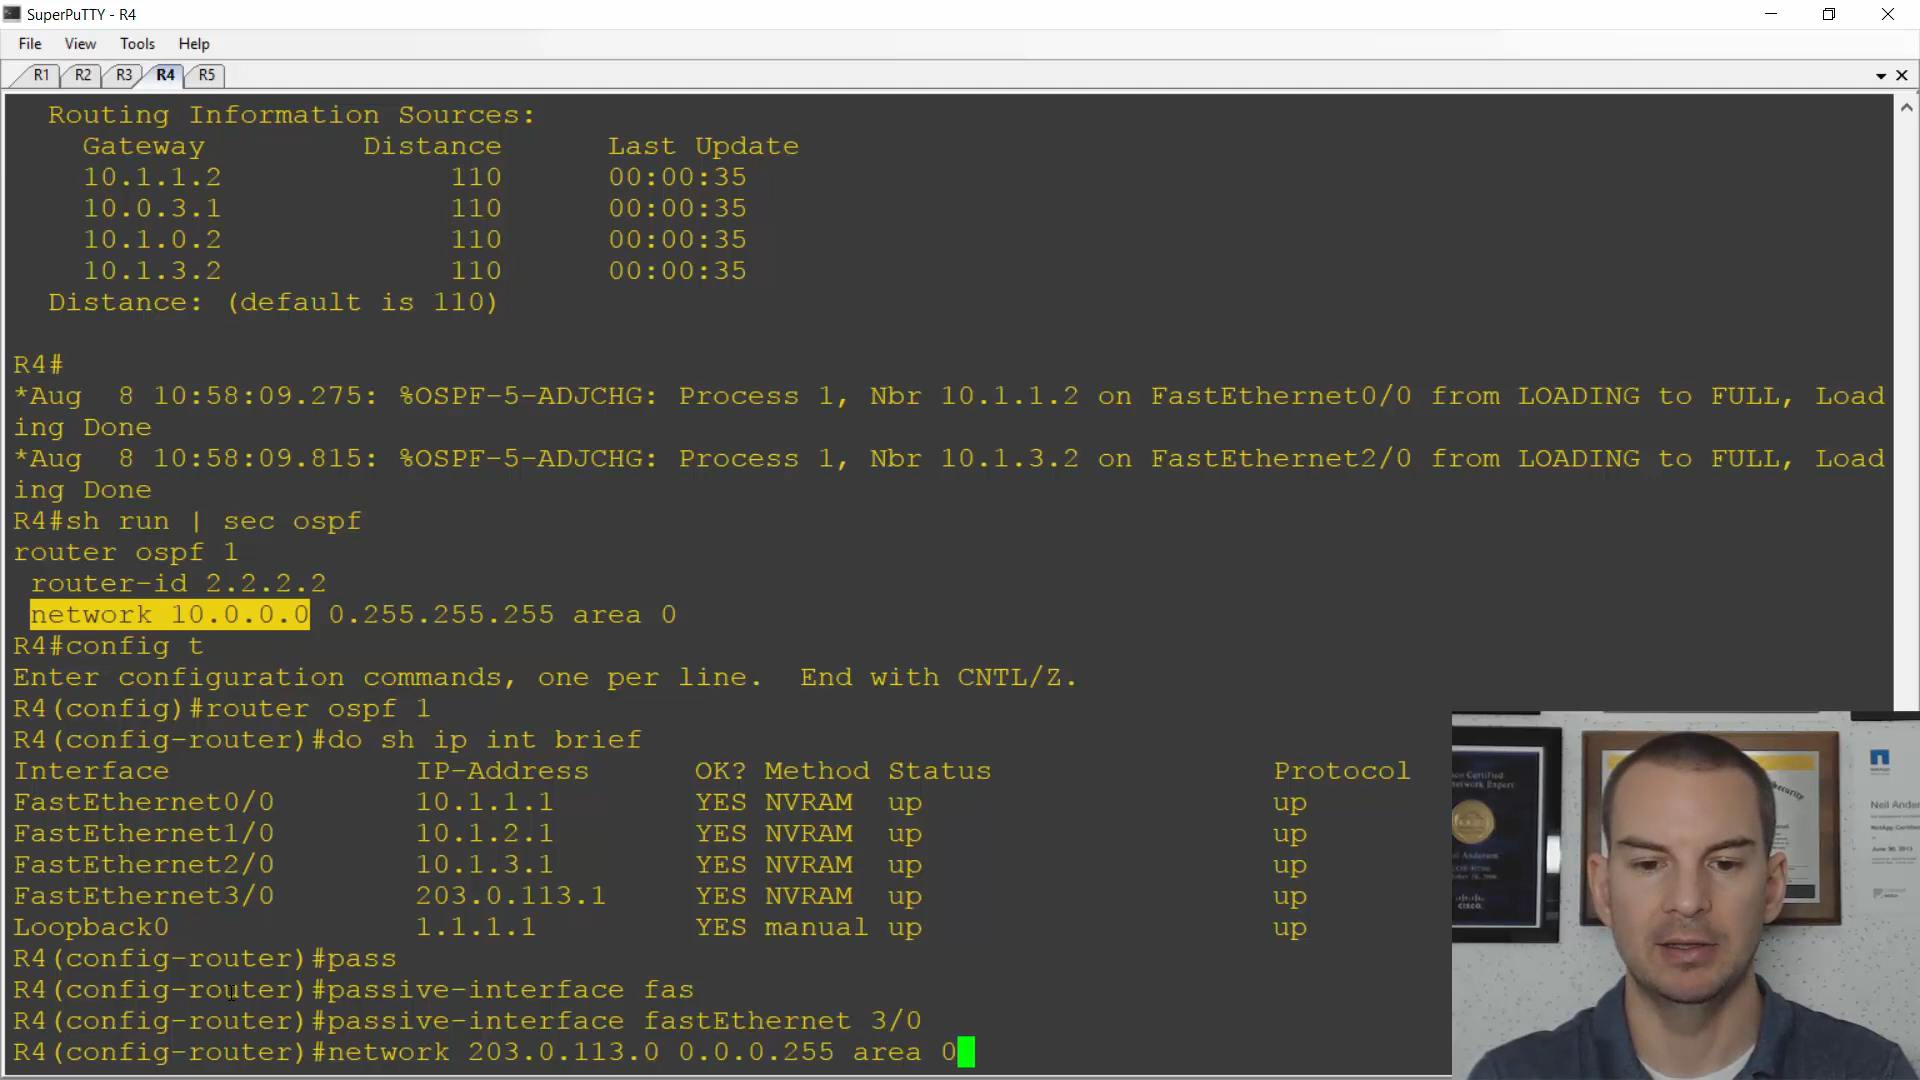 SuperPuTTY - R4
File View Tools Help
R1 R2 R3 R4 R5
Routing Information Sources:
Gateway Distance Last Update
10.1.1.2 110 00:00:35
10.0.3.1 110 00:00:35
10.1.0.2 110 00:00:35
10.1.3.2 110 00:00:35
Distance: (default is 110)
R4#
*Aug  8 10:58:09.275: %OSPF-5-ADJCHG: Process 1, Nbr 10.1.1.2 on FastEthernet0/0 from LOADING to FULL, Load
ing Done
*Aug  8 10:58:09.815: %OSPF-5-ADJCHG: Process 1, Nbr 10.1.3.2 on FastEthernet2/0 from LOADING to FULL, Load
ing Done
R4#sh run | sec ospf
router ospf 1
router-id 2.2.2.2
network 10.0.0.0 0.255.255.255 area 0
R4#config t
Enter configuration commands, one per line.  End with CNTL/Z.
R4(config)#router ospf 1
R4(config-router)#do sh ip int brief
Interface IP-Address OK? Method Status Protocol
FastEthernet0/0 10.1.1.1 YES NVRAM up up
FastEthernet1/0 10.1.2.1 YES NVRAM up up
FastEthernet2/0 10.1.3.1 YES NVRAM up up
FastEthernet3/0 203.0.113.1 YES NVRAM up up
Loopback0 1.1.1.1 YES manual up up
R4(config-router)#pass
R4(config-router)#passive-interface fas
R4(config-router)#passive-interface fastEthernet 3/0
R4(config-router)#network 203.0.113.0 0.0.0.255 area 0
Certified
Expert
CISCO
NetApp
Neil Ander
June 30, 2013